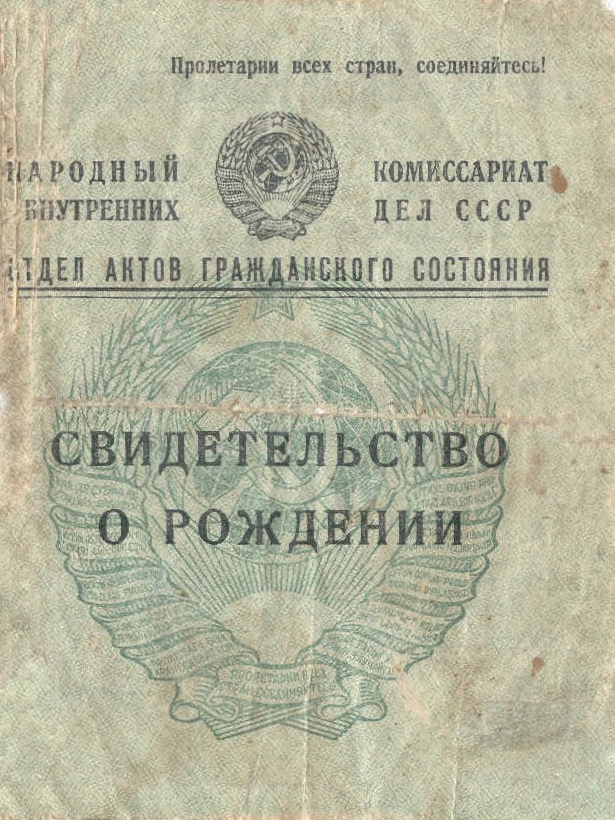 Пролетарии всех стран, соединяйтесь!
НАРОДНЫЙ КОМИССАРИАТ
ВНУТРЕННИХ ДЕЛ СССР
ОТДЕЛ АКТОВ ГРАЖДАНСКОГО СОСТОЯНИЯ
СВИДЕТЕЛЬСТВО
О РОЖДЕНИИ
ПРОЛЕТАРИИ ВСЕХ
СТРАН СОЕДИНЯЙТЕСЬ